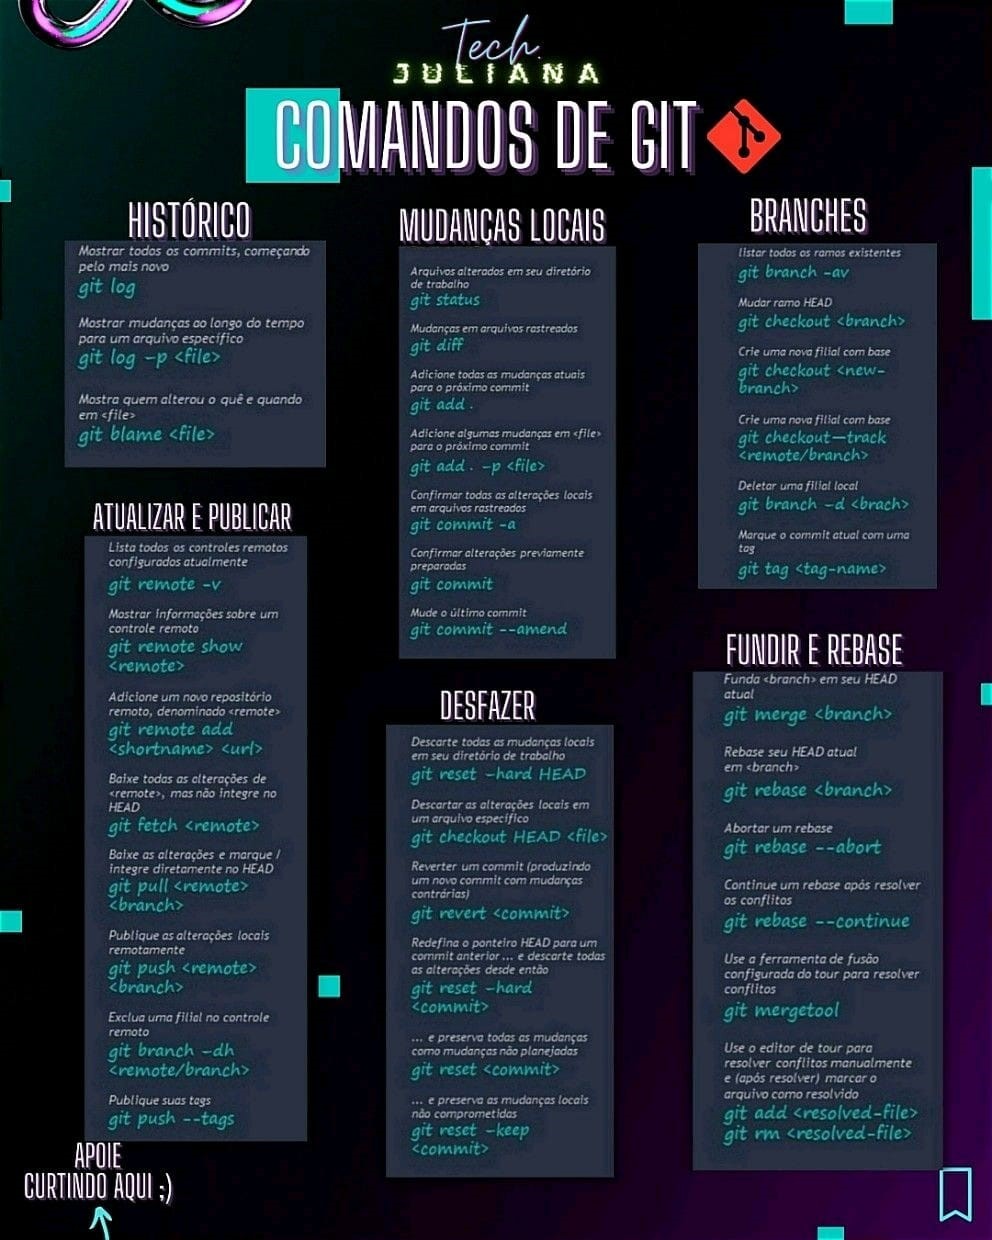 Tech.
JULIANA
COMANDOS DE GIT
HISTÓRICO
Mostrar todos os commits, começando
pelo mais novo
git log
Mostrar mudanças ao longo do tempo
para um arquivo específico
git log –p <file>
Mostra quem alterou o quê e quando
em <file>
git blame <file>
ATUALIZAR E PUBLICAR
Lista todos os controles remotos
configurados atualmente
git remote -v
Mostrar informações sobre um
controle remoto
git remote show
<remote>
Adicione um novo repositório
remoto, denominado <remote>
git remote add
<shortname> <url>
Baixe todas as alterações de
<remote>, mas não integre no
HEAD
git fetch <remote>
Baixe as alterações e marque /
integre diretamente no HEAD
git pull <remote>
<branch>
Publique as alterações locais
remotamente
git push <remote>
<branch>
Exclua uma filial no controle
remoto
git branch –dh
<remote/branch>
Publique suas tags
git push --tags
APOIE
CURTINDO AQUI ;)
MUDANÇAS LOCAIS
Arquivos alterados em seu diretório
de trabalho
git status
Mudanças em arquivos rastreados
git diff
Adicione todas as mudanças atuais
para o próximo commit
git add .
Adicione algumas mudanças em <file>
para o próximo commit
git add . –p <file>
Confirmar todas as alterações locais
em arquivos rastreados
git commit -a
Confirmar alterações previamente
preparadas
git commit
Mude o último commit
git commit --amend
DESFAZER
Descarte todas as mudanças locais
em seu diretório de trabalho
git reset –hard HEAD
Descartar as alterações locais em
um arquivo específico
git checkout HEAD <file>
Reverter um commit (produzindo
um novo commit com mudanças
contrárias)
git revert <commit>
Redefina o ponteiro HEAD para um
commit anterior ... e descarte todas
as alterações desde então
git reset –hard
<commit>
... e preserva todas as mudanças
como mudanças não planejadas
git reset <commit>
... e preserva as mudanças locais
não comprometidas
git reset –keep
<commit>
BRANCHES
listar todos os ramos existentes
git branch –av
Mudar ramo HEAD
git checkout <branch>
Crie uma nova filial com base
git checkout <new-
branch>
Crie uma nova filial com base
git checkout—track
<remote/branch>
Deletar uma filial local
git branch –d <brach>
Marque o commit atual com uma
tag
git tag <tag-name>
FUNDIR E REBASE
Funda <branch> em seu HEAD
atual
git merge <branch>
Rebase seu HEAD atual
em <branch>
git rebase <branch>
Abortar um rebase
git rebase --abort
Continue um rebase após resolver
os conflitos
git rebase --continue
Use a ferramenta de fusão
configurada do tour para resolver
conflitos
git mergetool
Use o editor de tour para
resolver conflitos manualmente
e (após resolver) marcar o
arquivo como resolvido
git add <resolved-file>
git rm <resolved-file>